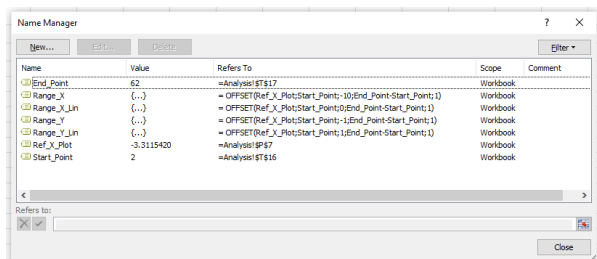 Name Manager ? ×
New... Edit... Delete Filter
Name Value Refers To Scope Comment
End_Point 62 =Analysis!$T$17 Workbook
Range_X {...} = OFFSET(Ref_X_Plot;Start_Point;-10;End_Point-Start_Point;1) Workbook
Range_X_Lin {...} = OFFSET(Ref_X_Plot;Start_Point;0;End_Point-Start_Point;1) Workbook
Range_Y {...} = OFFSET(Ref_X_Plot;Start_Point;-1;End_Point-Start_Point;1) Workbook
Range_Y_Lin {...} = OFFSET(Ref_X_Plot;Start_Point;1;End_Point-Start_Point;1) Workbook
Ref_X_Plot -3.3115420 =Analysis!$P$7 Workbook
Start_Point 2 =Analysis!$T$16 Workbook
Refers to:
Close